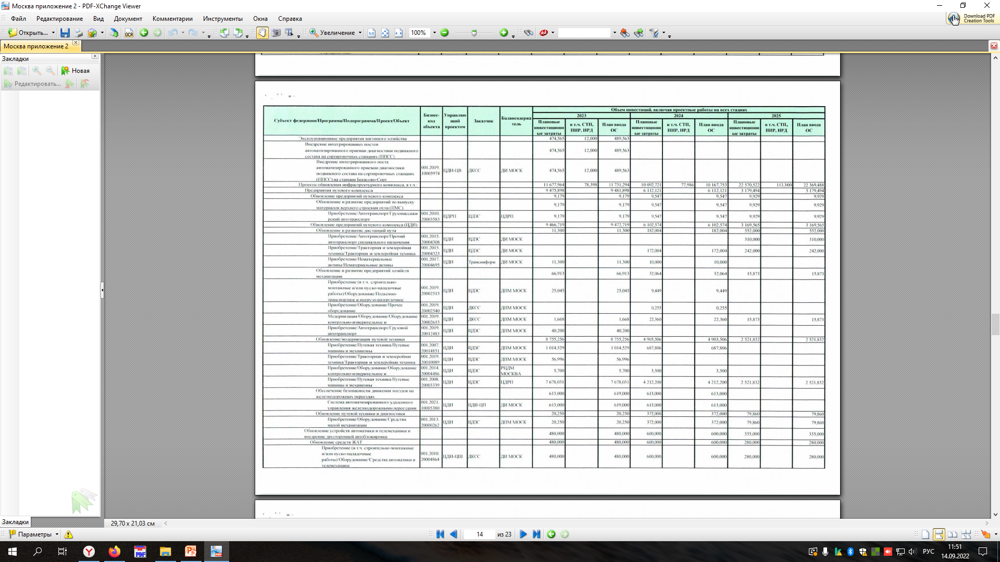 Москва приложение 2 - PDF-XChange Viewer
Файл Редактирование Вид Документ Комментарии Инструменты Окна Справка
Download PDF
Creation Tools
Открыть... OCR Увеличение 100%
Москва приложение 2
Закладки
Новая
Редактировать...
Объем инвестиций, включая проектные работы на всех стадиях
Субъект федерации/Программа/Подпрограмма/Проект/Объект
Бизнес-код объекта
Управляющий проектом
Заказчик
Балансодержатель
2023 2024 2025
Плановые инвестиционные затраты
в т.ч. СТП, ПИР, ИРД
План ввода ОС
Плановые инвестиционные затраты
в т.ч. СТП, ПИР, ИРД
План ввода ОС
Плановые инвестиционные затраты
в т.ч. СТП, ПИР, ИРД
План ввода ОС
Эксплуатационные предприятия вагонного хозяйства 474,565 12,000 489,563
Внедрение интегрированных постов
автоматизированного приема и диагностики подвижного
состава на сортировочных станциях (ППСС) 474,565 12,000 489,563
Внедрение интегрированного поста
автоматизированного приема и диагностики
подвижного состава на сортировочных станциях
(ППСС) на станции Бекасово-Сорт 001.2019.10005974 ЦДИ-ЦВ ДКСС ДИ МОСК 474,565 12,000 489,563
Проекты обновления инфраструктурного комплекса, в т.ч.: 11 677,964 78,398 11 731,294 10 092,721 77,986 10 167,753 22 570,522 113,300 22 369,488
Предприятия путевого комплекса 9 475,898 9 481,898 6 112,121 6 112,121 3 179,494 3 179,494
Обновление предприятий путевого комплекса 9,179 9,179 9,547 9,547 9,929 9,929
Обновление и развитие предприятий по выпуску
материалов верхнего строения пути (ПМС) 9,179 9,179 9,547 9,547 9,929 9,929
Приобретение/Автотранспорт/Грузопассажи
рский автотранспорт 001.2010.20003583 ЦДРП ЦДЗС ЦДРП 9,179 9,179 9,547 9,547 9,929 9,929
Обновление предприятий путевого комплекса (ЦДИ) 9 466,719 9 472,719 6 102,574 6 102,574 3 169,565 3 169,565
Обновление и развитие дистанций пути 11,300 11,300 182,004 182,004 552,000 552,000
Приобретение/Автотранспорт/Прочий
автотранспорт специального назначения 001.2015.20004308 ЦДИ ЦДЗС ДИ МОСК 310,000 310,000
Приобретение/Тракторная и землеройная
техника/Тракторная и землеройная техника 001.2015.20004323 ЦДИ ЦДЗС ДИ МОСК 172,004 172,004 242,000 242,000
Приобретение/Нематериальные
активы/Нематериальные активы 001.2017.20004695 ЦДИ Трансинформ ДИ МОСК 11,300 11,300 10,000 10,000
Обновление и развитие предприятий хозяйств
механизации 66,913 66,913 32,064 32,064 15,873 15,873
Приобретение (в т.ч. строительно-
монтажные и/или пуско-наладочные
работы)/Оборудование/Подъемно-
транспортное и погрузо-разгрузочное 001.2019.20002515 ЦДИ ЦДЗС ДПМ МОСК 25,045 25,045 9,449 9,449
Приобретение/Оборудование/Прочее
оборудование 001.2019.20002540 ЦДИ ДКСС ДПМ МОСК 0,255 0,255
Модернизация/Оборудование/Оборудование
контрольно-измерительное и 001.2019.20002615 ЦДИ ДКСС ДПМ МОСК 1,668 1,668 22,360 22,360 15,873 15,873
Приобретение/Автотранспорт/Грузовой
автотранспорт 001.2019.20012483 ЦДИ ЦДЗС ДПМ МОСК 40,200 40,200
Обновление/модернизация путевой техники 8 755,256 8 755,256 4 903,506 4 903,506 2 521,832 2 521,832
Приобретение/Путевая техника/Путевые
машины и механизмы 001.2007.20014851 ЦДИ ЦДЗС ДПМ МОСК 1 014,529 1 014,529 687,806 687,806
Приобретение/Тракторная и землеройная
техника/Тракторная и землеройная техника 001.2019.20010089 ЦДИ ЦДЗС ДПМ МОСК 56,996 56,996
Приобретение/Оборудование/Оборудование
контрольно-измерительное и 001.2014.20004486 ЦДИ ЦДЗС РЦДМ МОСКВА 5,700 5,700 3,500 3,500
Приобретение/Путевая техника/Путевые
машины и механизмы 001.2008.20003339 ЦДИ ЦДЗС ЦДРП 7 678,031 7 678,031 4 212,200 4 212,200 2 521,832 2 521,832
Обеспечение безопасности движения поездов на
железнодорожных переездах 613,000 619,000 613,000 613,000
Система автоматизированного удаленного
управления железнодорожными переездами 001.2021.10005380 ЦДИ ЦДИ-ЦП ДИ МОСК 613,000 619,000 613,000 613,000
Обновление путевой техники и диагностики 20,250 20,250 372,000 372,000 79,860 79,860
Приобретение/Оборудование/Средства
малой механизации 001.2013.20000262 ЦДИ ЦДЗС ДПМ МОСК 20,250 20,250 372,000 372,000 79,860 79,860
Обновление устройств автоматики и телемеханики и
внедрение двусторонней автоблокировки 480,000 480,000 600,000 600,000 335,000 335,000
Обновление средств ЖАТ 480,000 480,000 600,000 600,000 280,000 280,000
Приобретение (в т.ч. строительно-монтажные
и/или пуско-наладочные
работы)/Оборудование/Средства автоматики и
телемеханики 001.2010.20004864 ЦДИ-ЦШ ДКСС ДИ МОСК 480,000 480,000 600,000 600,000 280,000 280,000
Закладки
29,70 x 21,03 см
Параметры
14 из 23
РУС
11:51
14.09.2022